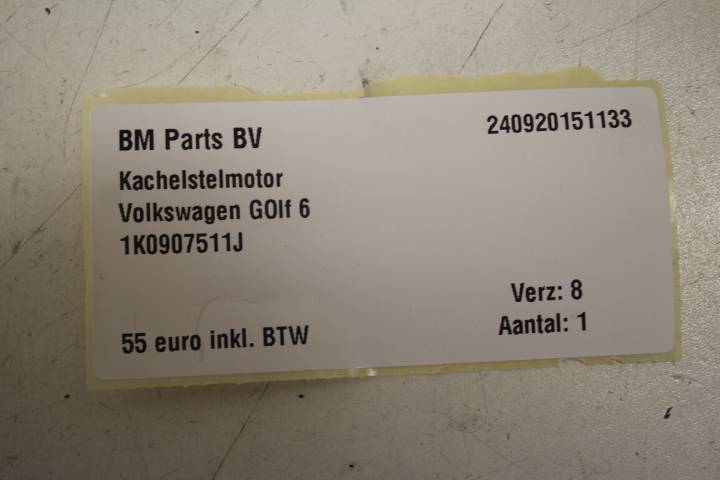 BM Parts BV
240920151133
Kachelstelmotor
Volkswagen GOlf 6
1K0907511J
Verz: 8
55 euro inkl. BTW
Aantal: 1